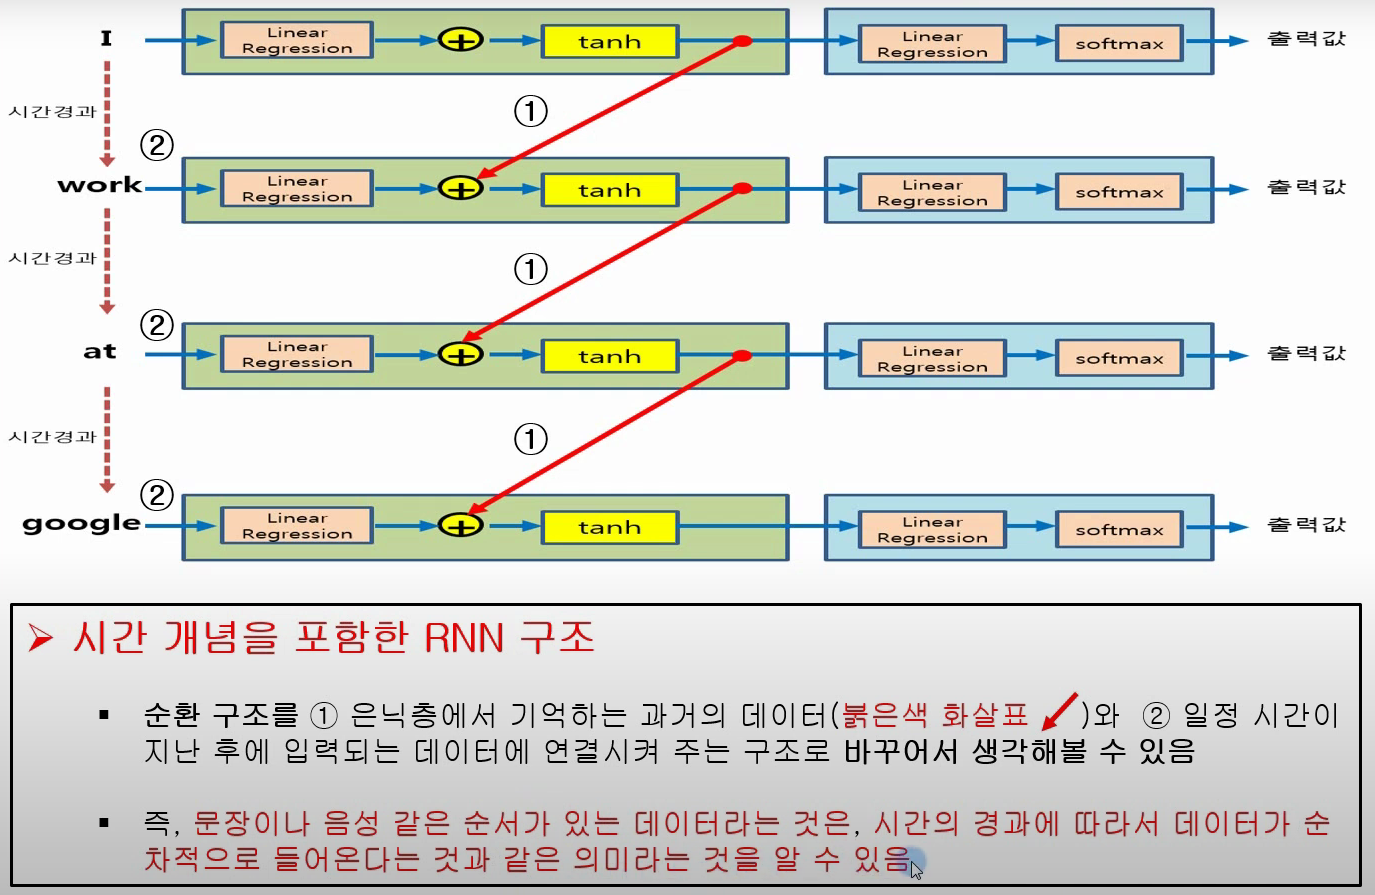 I
Linear
Regression
+
tanh
Linear
Regression
softmax
출력값
시간경과
①
②
work
Linear
Regression
+
tanh
Linear
Regression
softmax
출력값
시간경과
①
②
at
Linear
Regression
+
tanh
Linear
Regression
softmax
출력값
시간경과
①
②
google
Linear
Regression
+
tanh
Linear
Regression
softmax
출력값
➢ 시간 개념을 포함한 RNN 구조
▪ 순환 구조를 ① 은닉층에서 기억하는 과거의 데이터(붉은색 화살표 )와 ② 일정 시간이
지난 후에 입력되는 데이터에 연결시켜 주는 구조로 바꾸어서 생각해볼 수 있음
▪ 즉, 문장이나 음성 같은 순서가 있는 데이터라는 것은, 시간의 경과에 따라서 데이터가 순
차적으로 들어온다는 것과 같은 의미라는 것을 알 수 있음